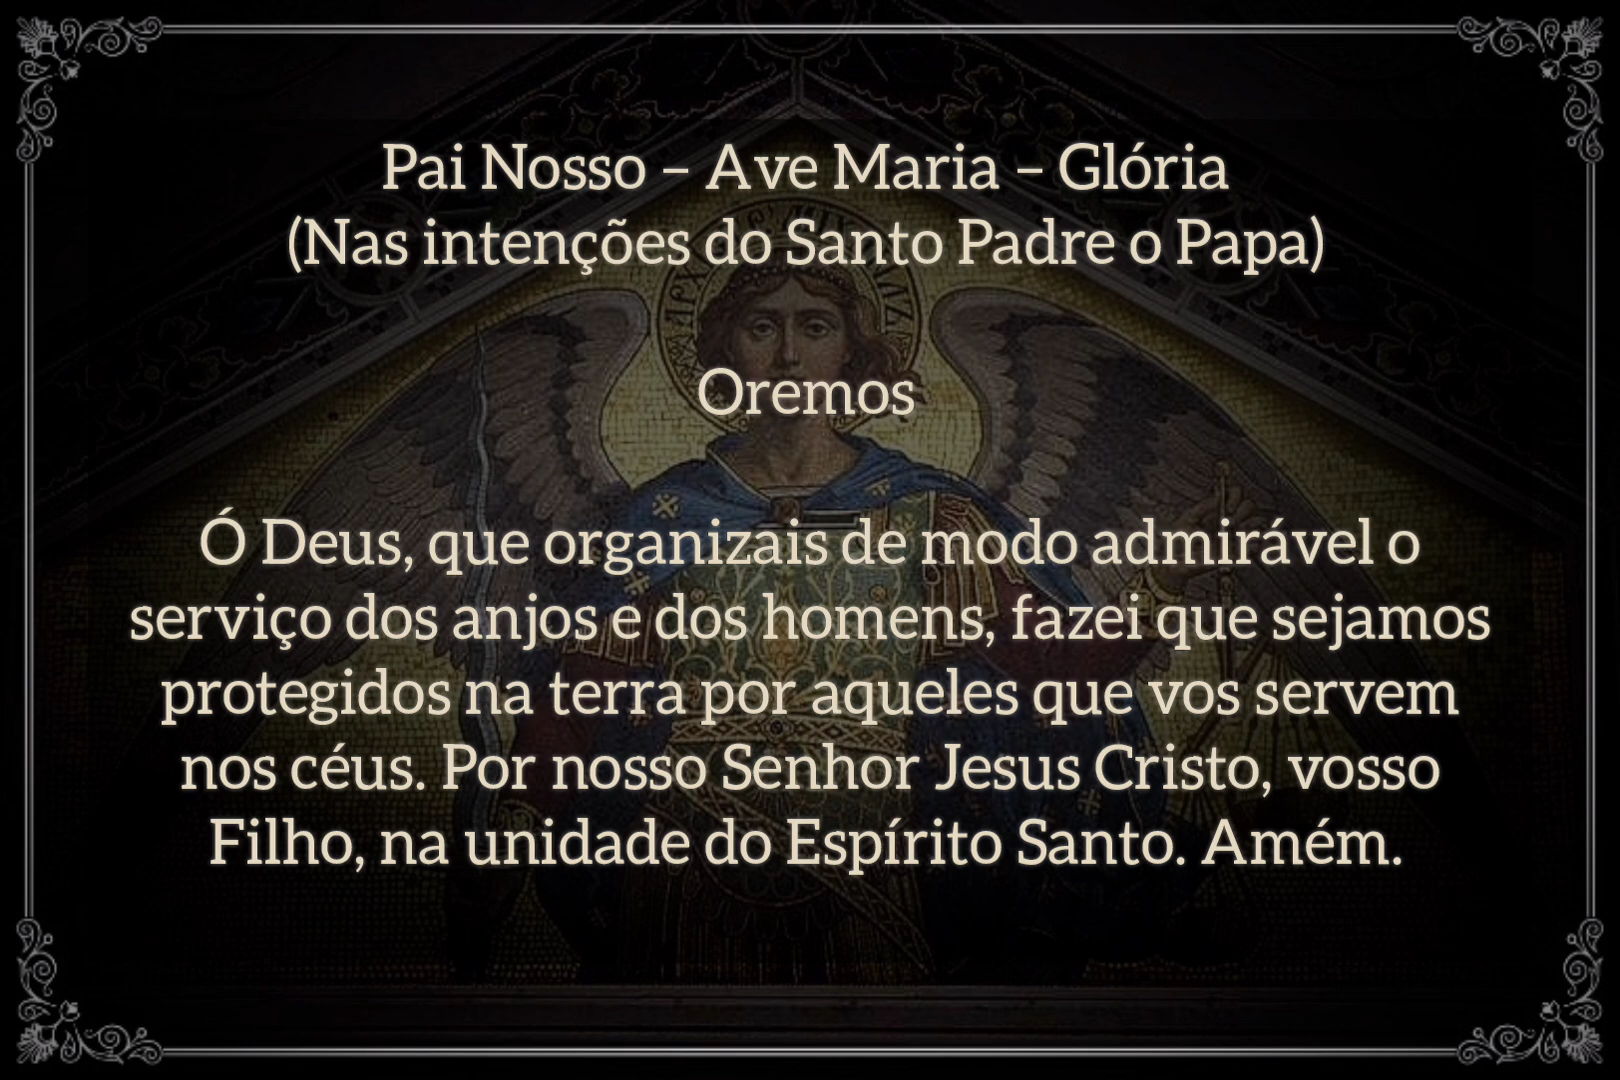 Pai Nosso – Ave Maria – Glória
(Nas intenções do Santo Padre o Papa)
Oremos
Ó Deus, que organizais de modo admirável o
serviço dos anjos e dos homens, fazei que sejamos
protegidos na terra por aqueles que vos servem
nos céus. Por nosso Senhor Jesus Cristo, vosso
Filho, na unidade do Espírito Santo. Amém.